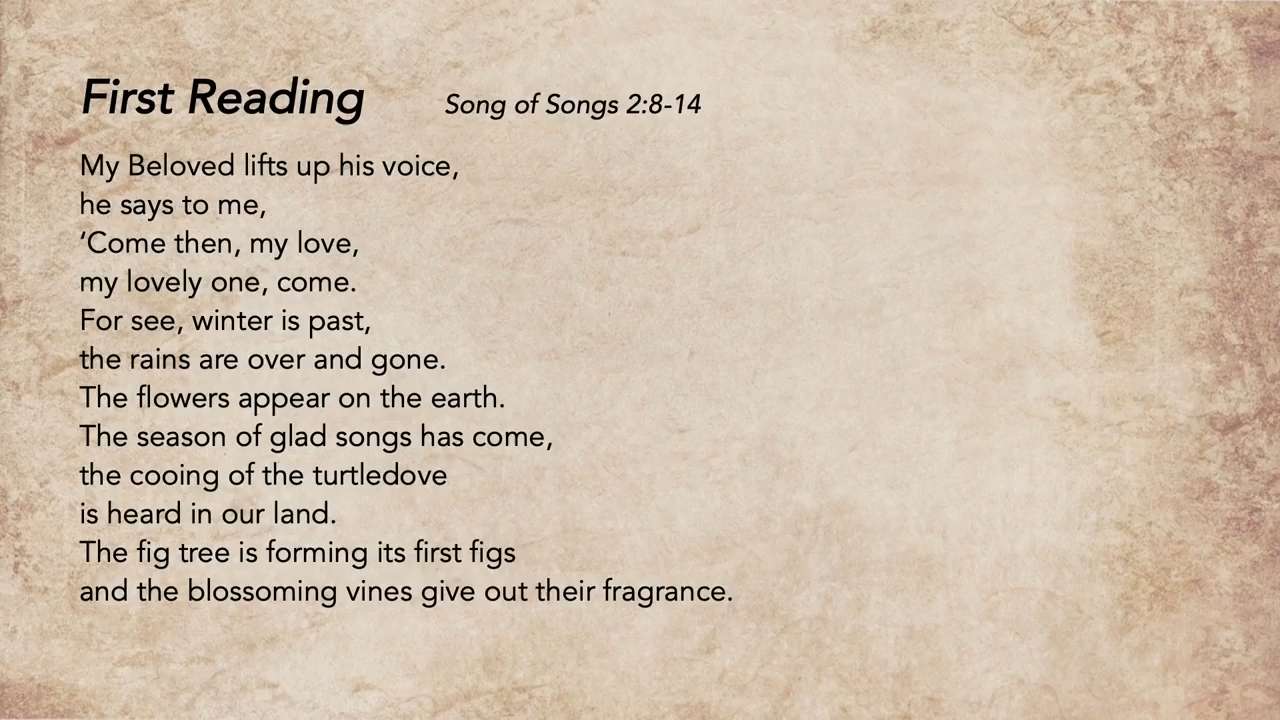 First Reading Song of Songs 2:8-14
My Beloved lifts up his voice,
he says to me,
‘Come then, my love,
my lovely one, come.
For see, winter is past,
the rains are over and gone.
The flowers appear on the earth.
The season of glad songs has come,
the cooing of the turtledove
is heard in our land.
The fig tree is forming its first figs
and the blossoming vines give out their fragrance.